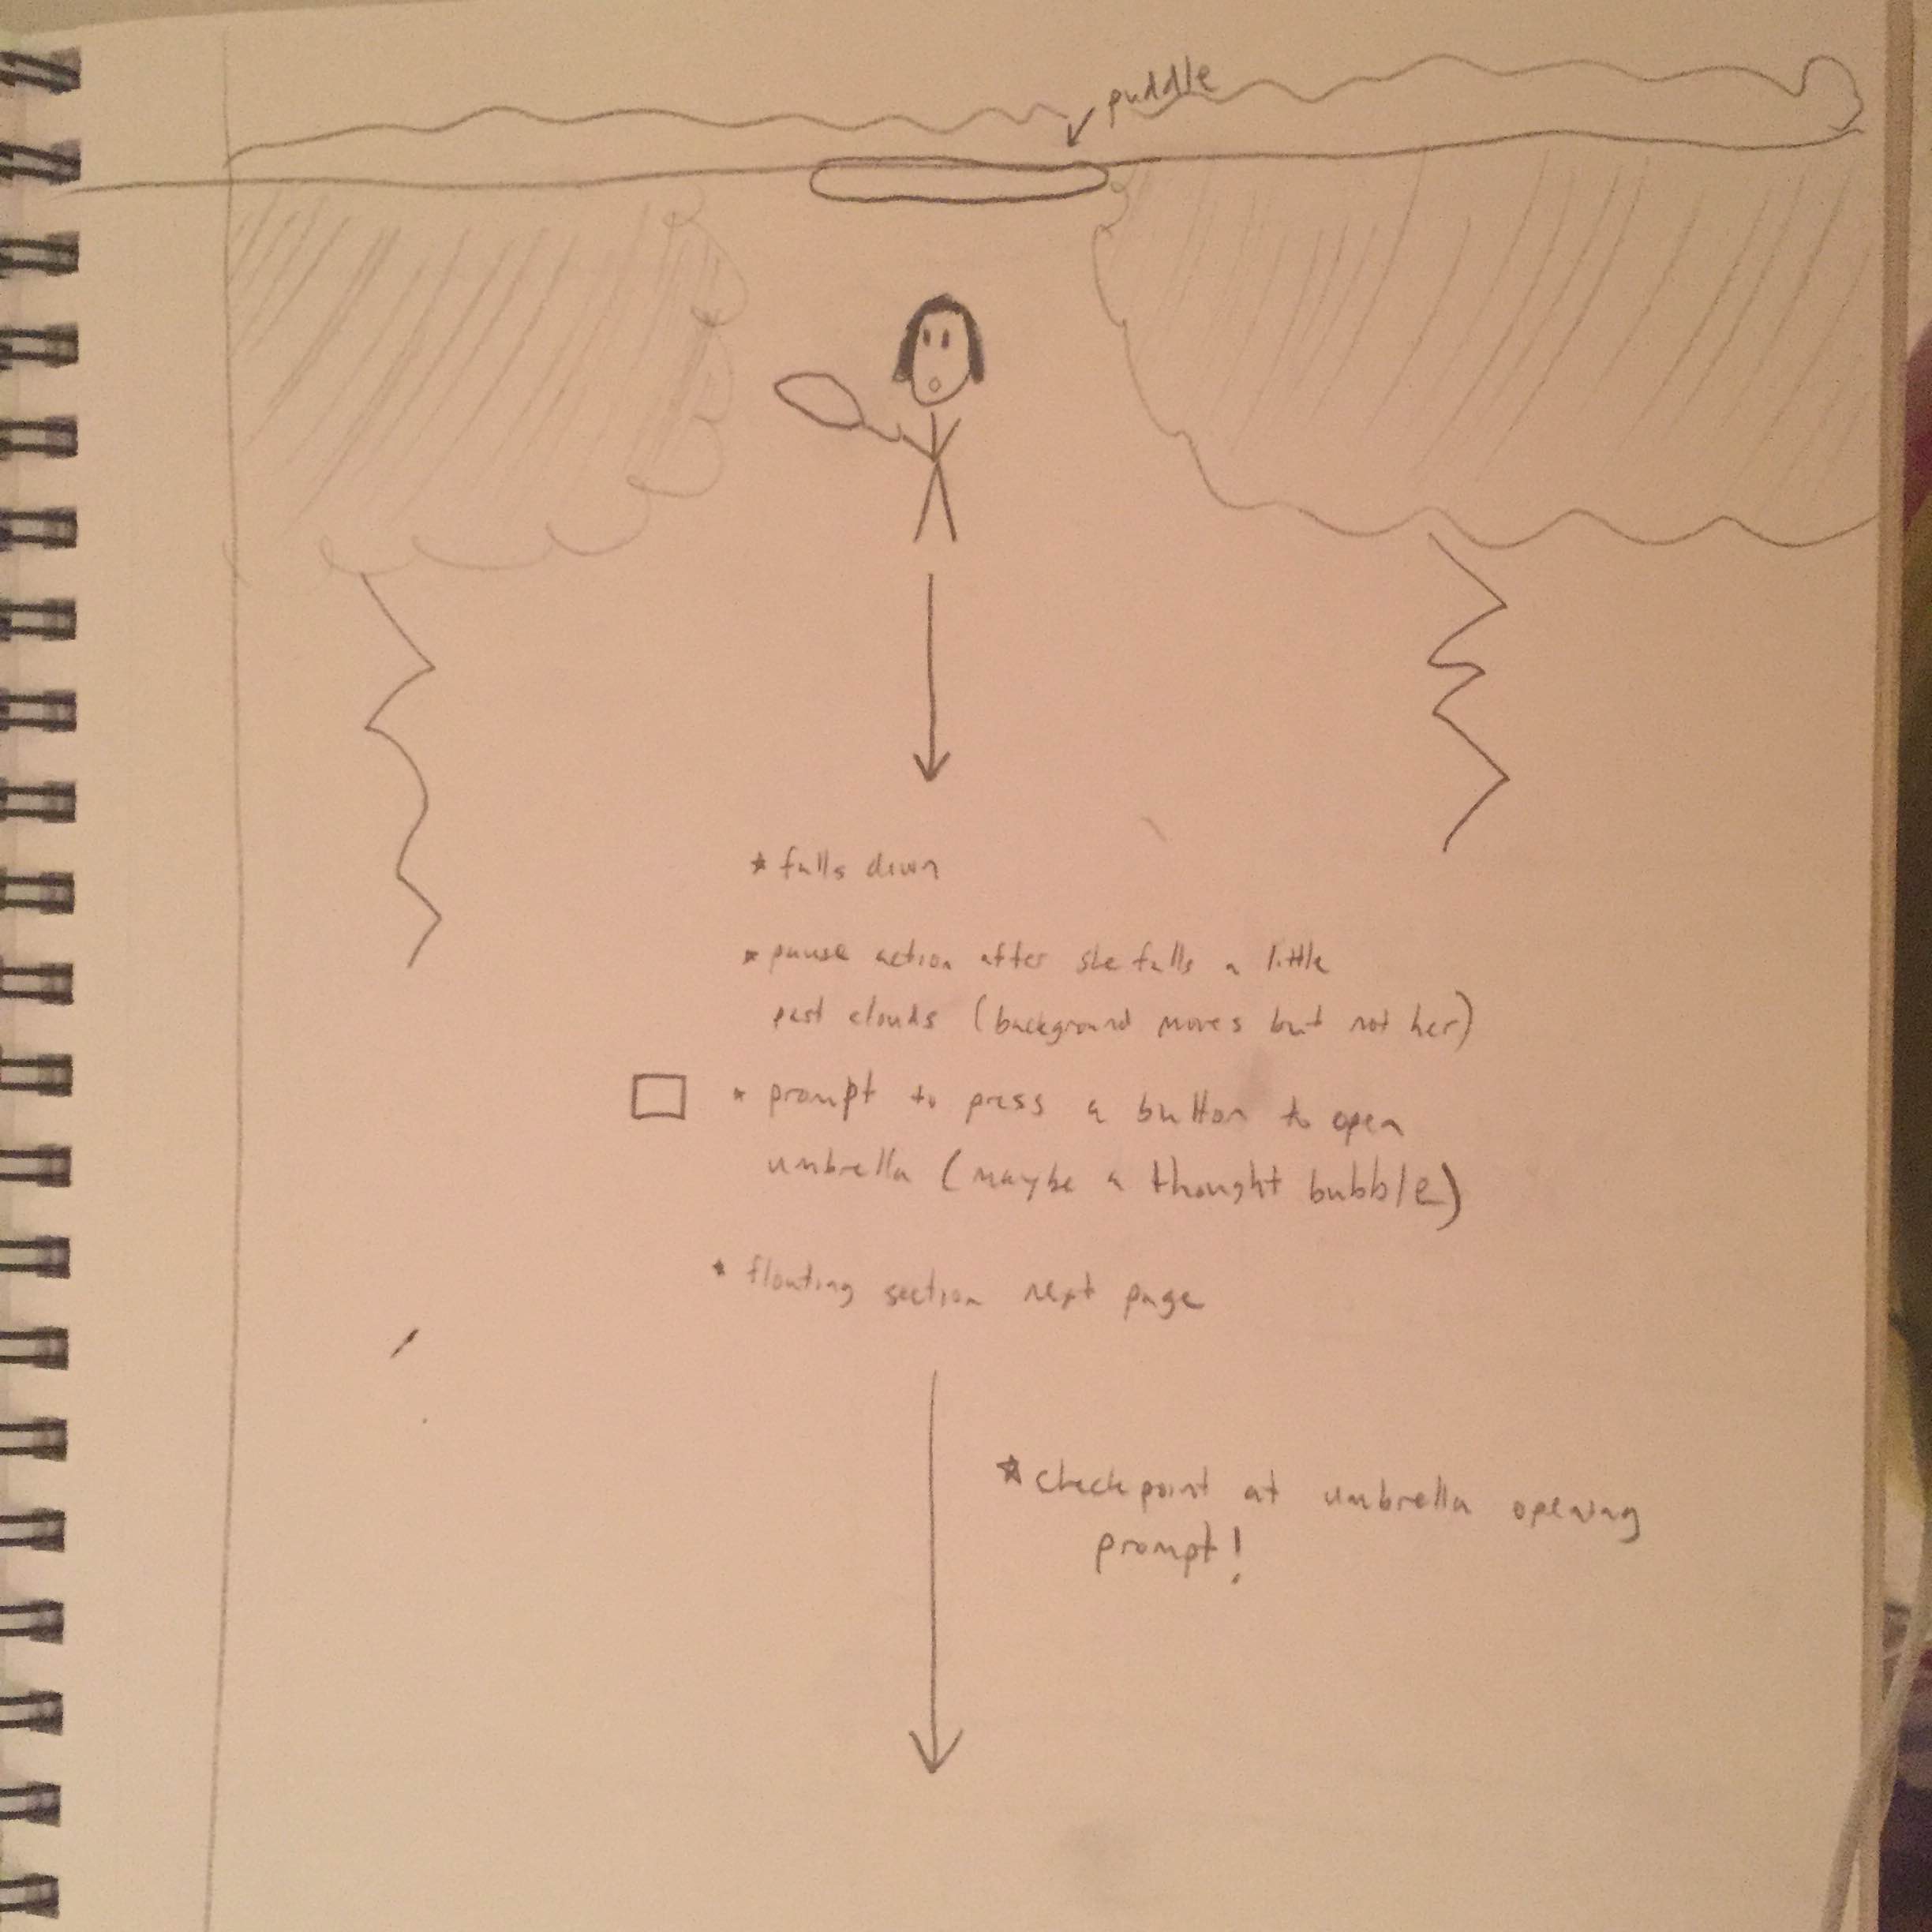 puddle
* falls down
* pause action after she falls a little
past clouds (background moves but not her)
* prompt to press a button to open
umbrella (maybe a thought bubble)
* floating section next page
* checkpoint at umbrella opening
prompt!